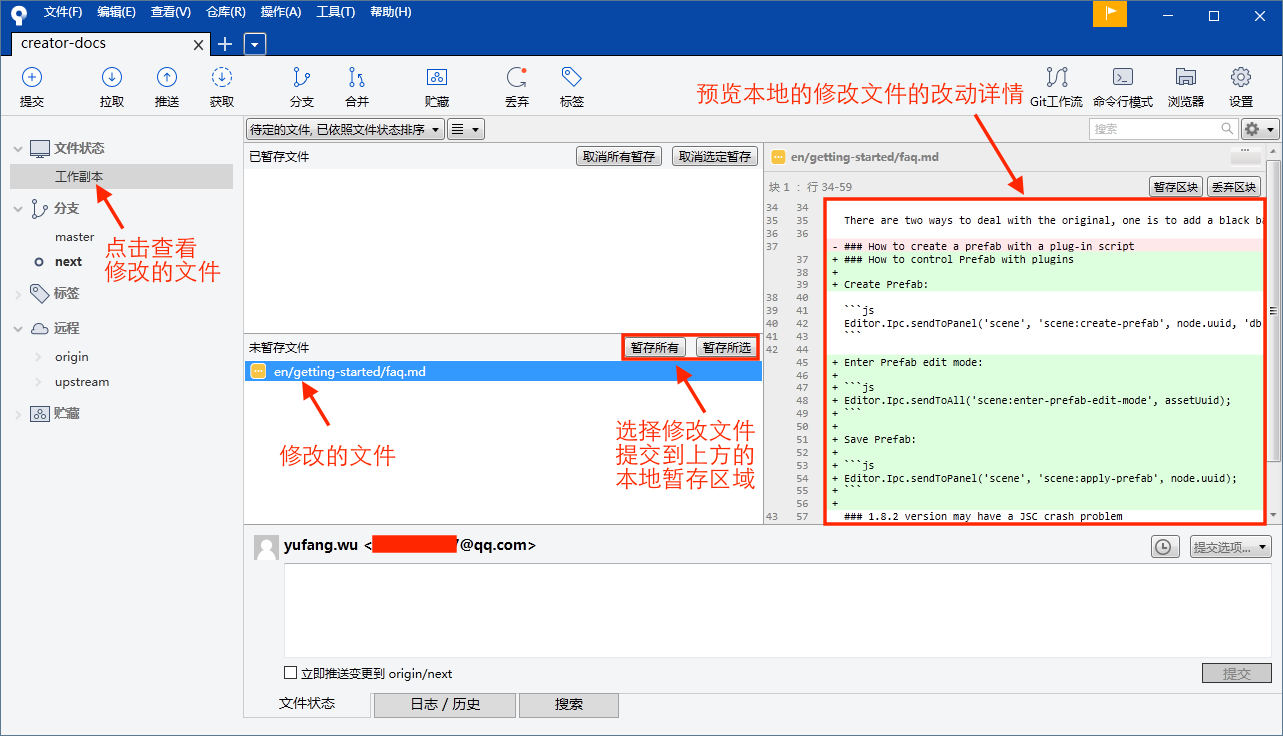 文件(F) 编辑(E) 查看(V) 仓库(R) 操作(A) 工具(T) 帮助(H)
creator-docs
提交 拉取 推送 获取 分支 合并 贮藏 丢弃 标签 Git工作流 命令行模式 浏览器 设置
预览本地的修改文件的改动详情
待定的文件, 已依照文件状态排序
搜索
文件状态
工作副本
分支
master
next
标签
远程
origin
upstream
贮藏
点击查看
修改的文件
已暂存文件 取消所有暂存 取消选定暂存
未暂存文件 暂存所有 暂存所选
en/getting-started/faq.md
修改的文件
选择修改文件
提交到上方的
本地暂存区域
en/getting-started/faq.md
块 1 : 行 34-59 暂存区块 丢弃区块
34 34
35 35 There are two ways to deal with the original, one is to add a black ba
36 36
37 - ### How to create a prefab with a plug-in script
37 + ### How to control Prefab with plugins
38 +
39 + Create Prefab:
38 40
39 41 ```js
40 42 Editor.Ipc.sendToPanel('scene', 'scene:create-prefab', node.uuid, 'db
41 43 ```
42 44
45 + Enter Prefab edit mode:
46 +
47 + ```js
48 + Editor.Ipc.sendToAll('scene:enter-prefab-edit-mode', assetUuid);
49 + ```
50 +
51 + Save Prefab:
52 +
53 + ```js
54 + Editor.Ipc.sendToPanel('scene', 'scene:apply-prefab', node.uuid);
55 + ```
56 +
43 57 ### 1.8.2 version may have a JSC crash problem
yufang.wu < @qq.com>
提交选项...
立即推送变更到 origin/next
提交
文件状态 日志 / 历史 搜索